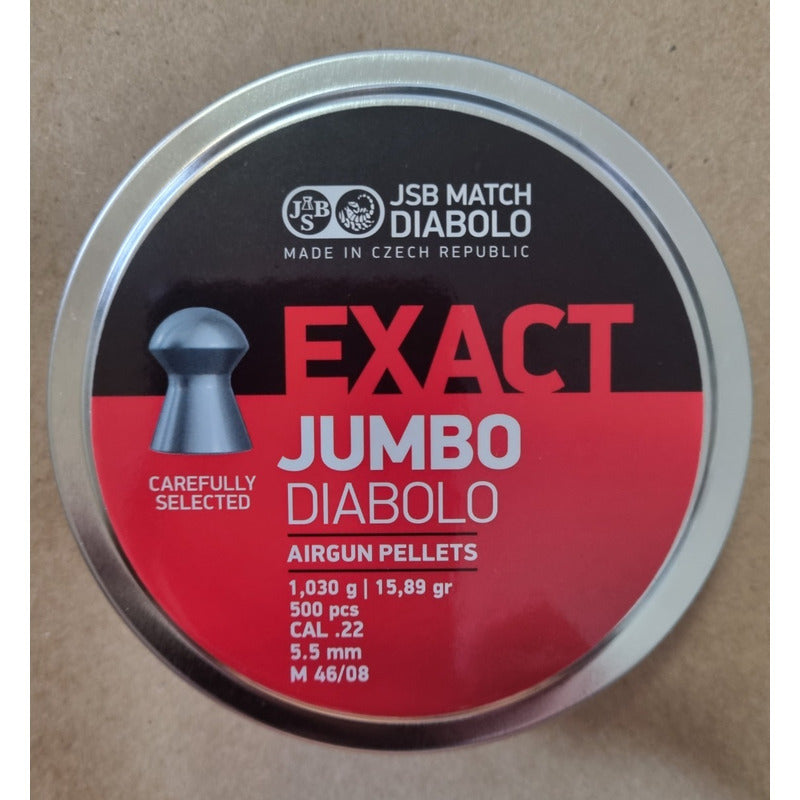 JSB
JSB MATCH
DIABOLO
MADE IN CZECH REPUBLIC
EXACT
JUMBO
DIABOLO
CAREFULLY
SELECTED
AIRGUN PELLETS
1,030 g | 15,89 gr
500 pcs
CAL .22
5.5 mm
M 46/08